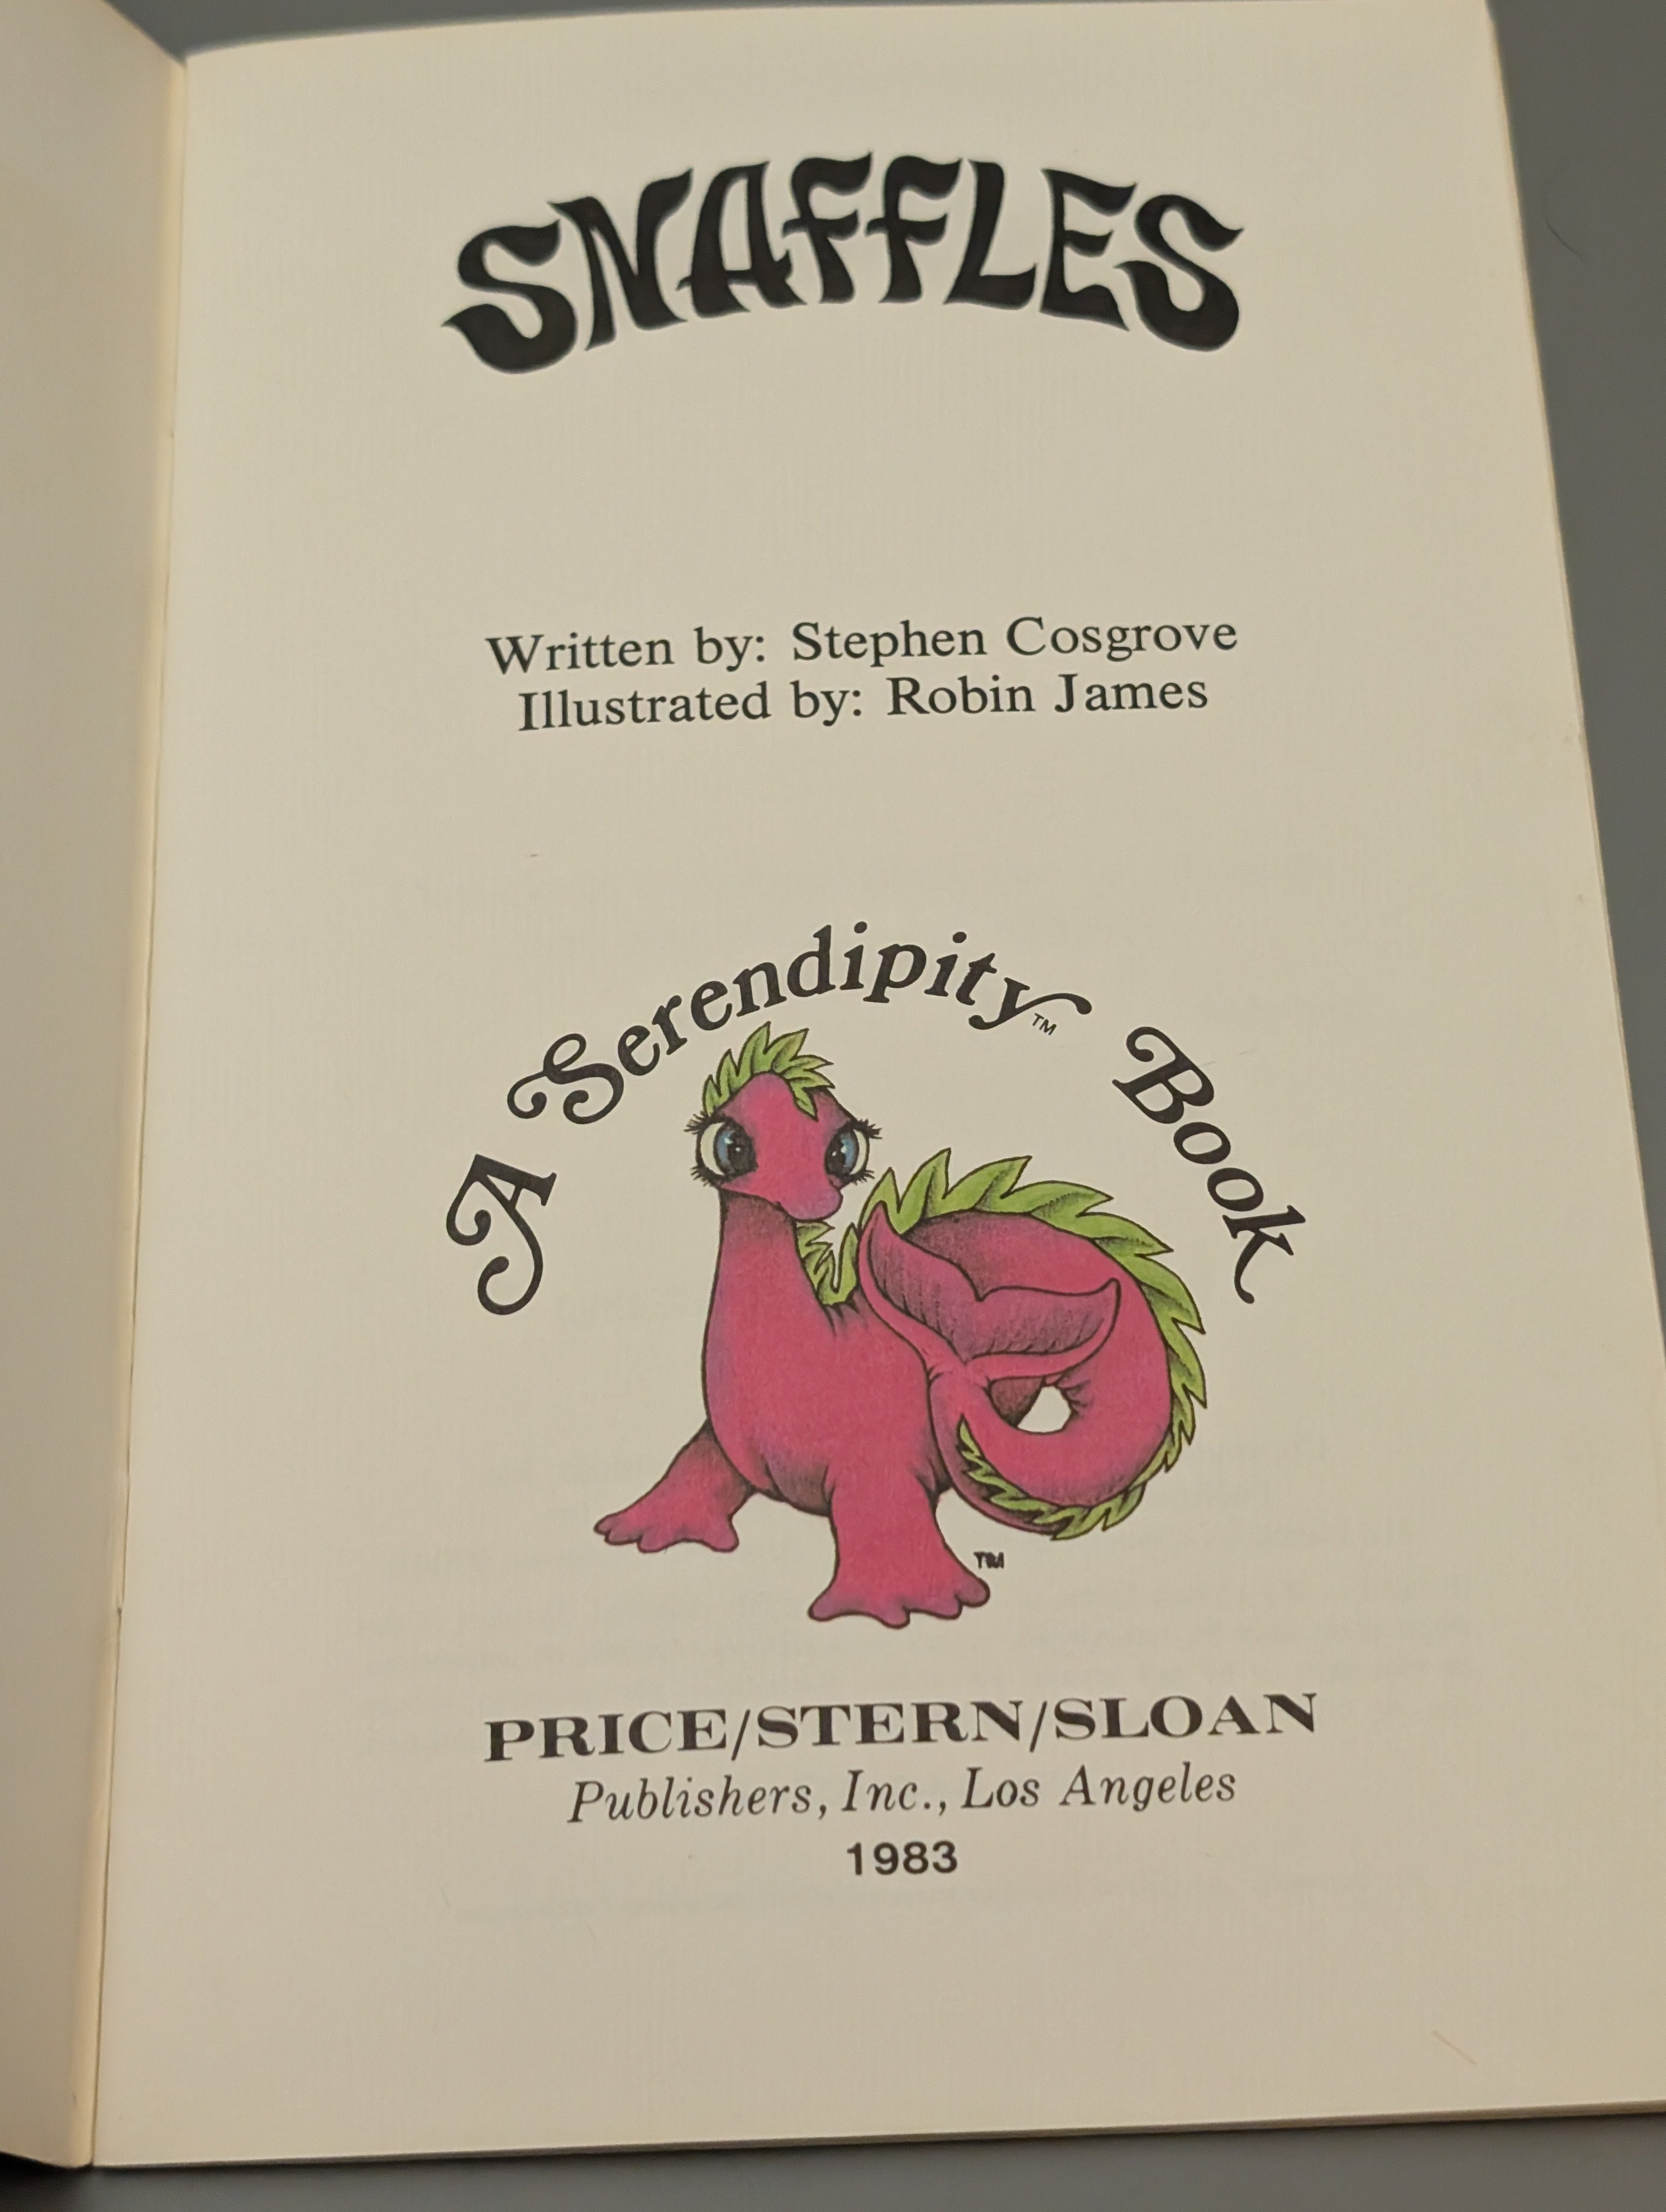 SNAFFLES
Written by: Stephen Cosgrove
Illustrated by: Robin James
A Serendipity™ Book
TM
PRICE/STERN/SLOAN
Publishers, Inc., Los Angeles
1983